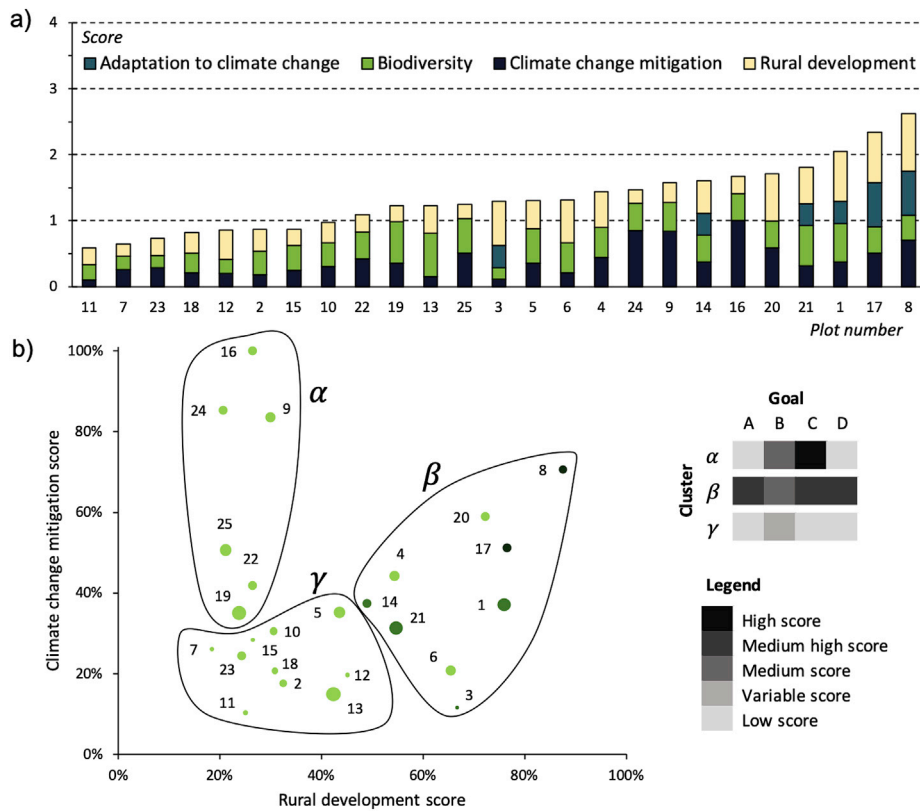 a)
4
Score
Adaptation to climate change Biodiversity Climate change mitigation Rural development
3
2
1
0
11 7 23 18 12 2 15 10 22 19 13 25 3 5 6 4 24 9 14 16 20 21 1 17 8
Plot number
b)
100%
80%
60%
40%
20%
0%
Climate change mitigation score
0% 20% 40% 60% 80% 100%
Rural development score
α
16
24
9
25
22
19
β
8
20
17
4
14
21
1
6
3
γ
5
10
7
15
23
18
2
12
11
13
Goal
A B C D
Cluster
α
β
γ
Legend
High score
Medium high score
Medium score
Variable score
Low score